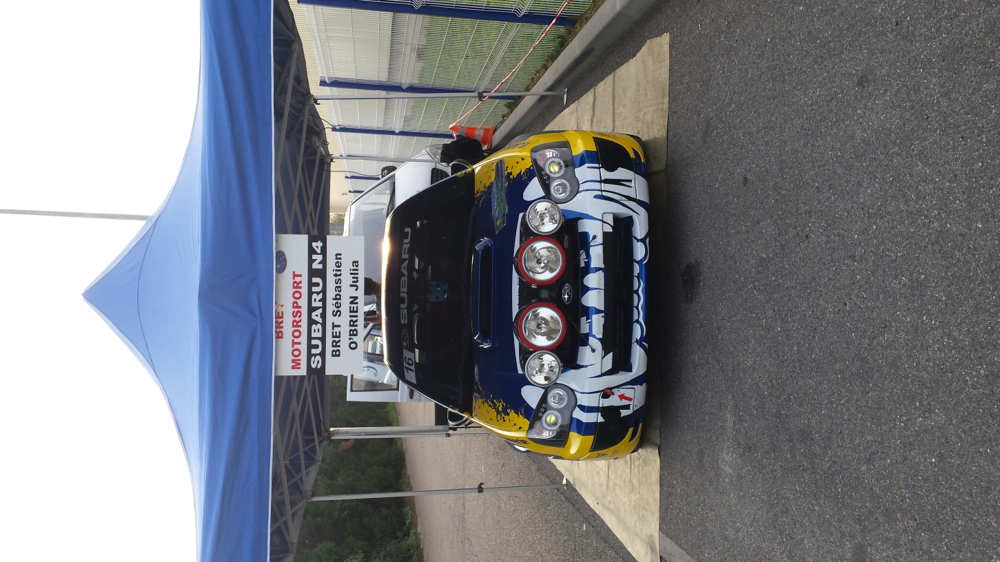 BRET
MOTORSPORT
SUBARU N4
BRET Sébastien
O'BRIEN Julia
16 SUBARU